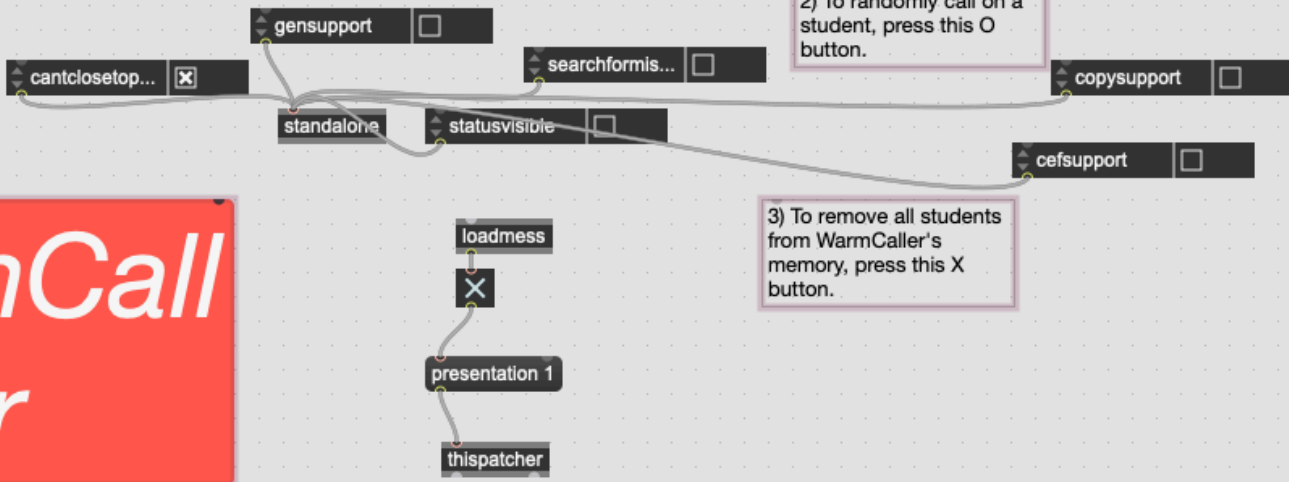 2) To randomly call on a
student, press this O
button.
gensupport
searchformis...
cantclosetop...
copysupport
standalone
statusvisible
cefsupport
3) To remove all students
from WarmCaller's
memory, press this X
button.
loadmess
mCall
r
presentation 1
thispatcher